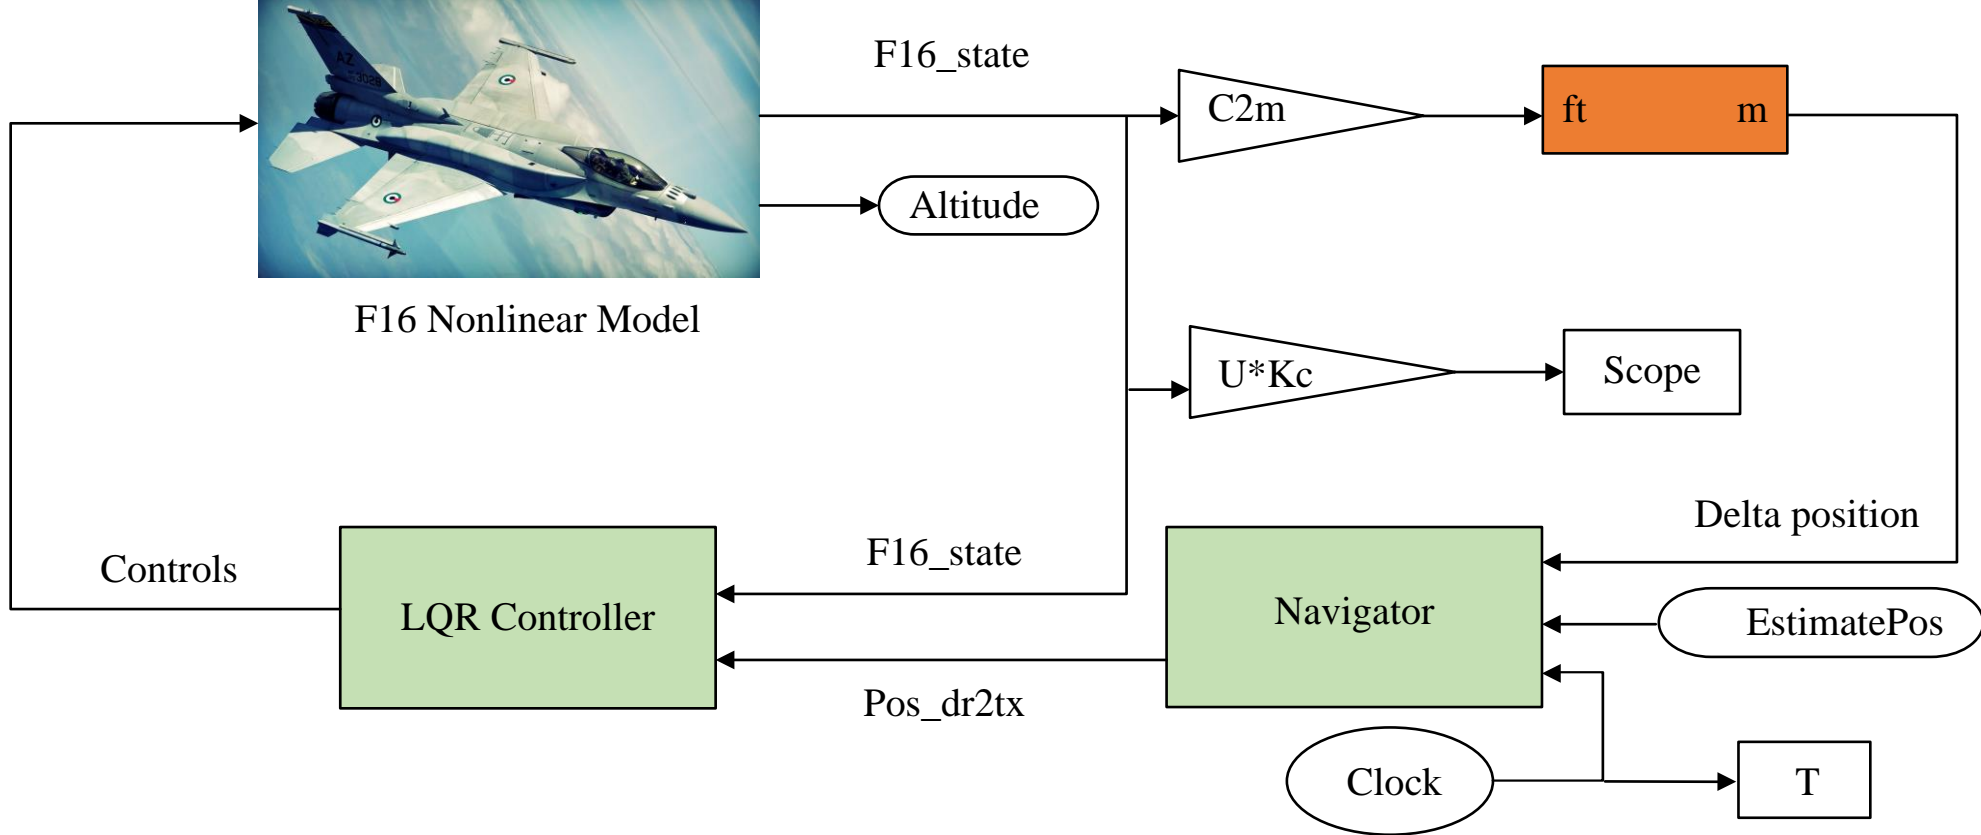 F16_state
C2m
ft
m
AZ
Altitude
F16 Nonlinear Model
U*Kc
Scope
Delta position
F16_state
Controls
LQR Controller
Navigator
EstimatePos
Pos_dr2tx
Clock
T